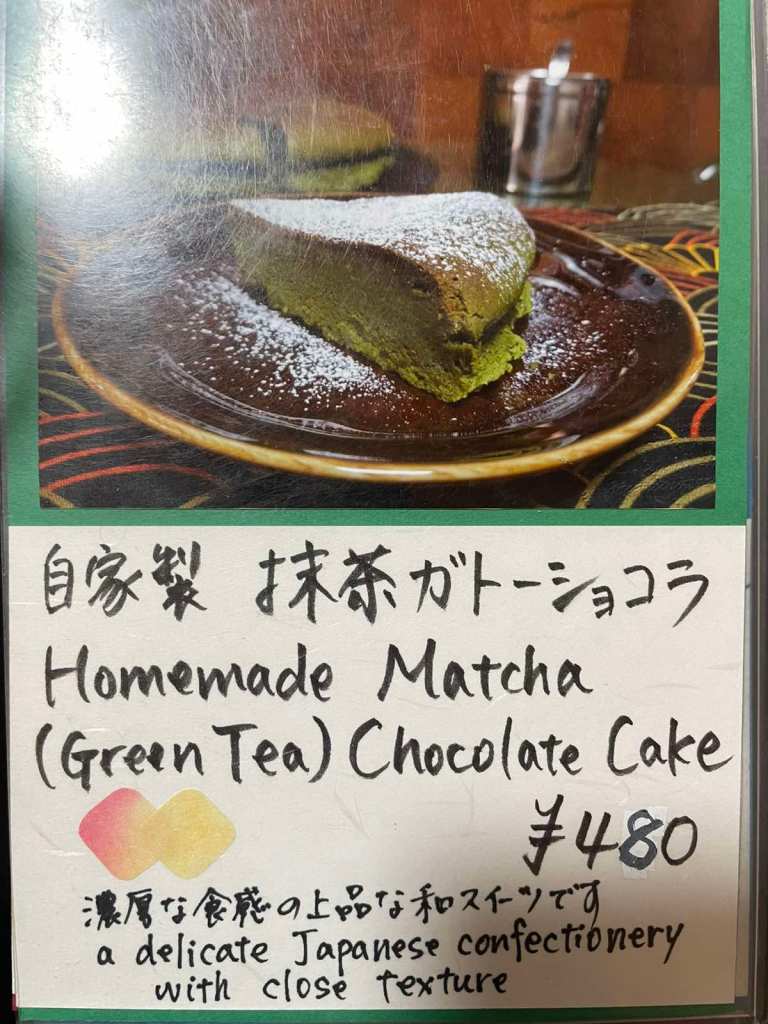 自家製 抹茶ガトーショコラ
Homemade Matcha
(Green Tea) Chocolate Cake
¥480
濃厚な食感の上品な和スイーツです
a delicate Japanese confectionery
with close texture